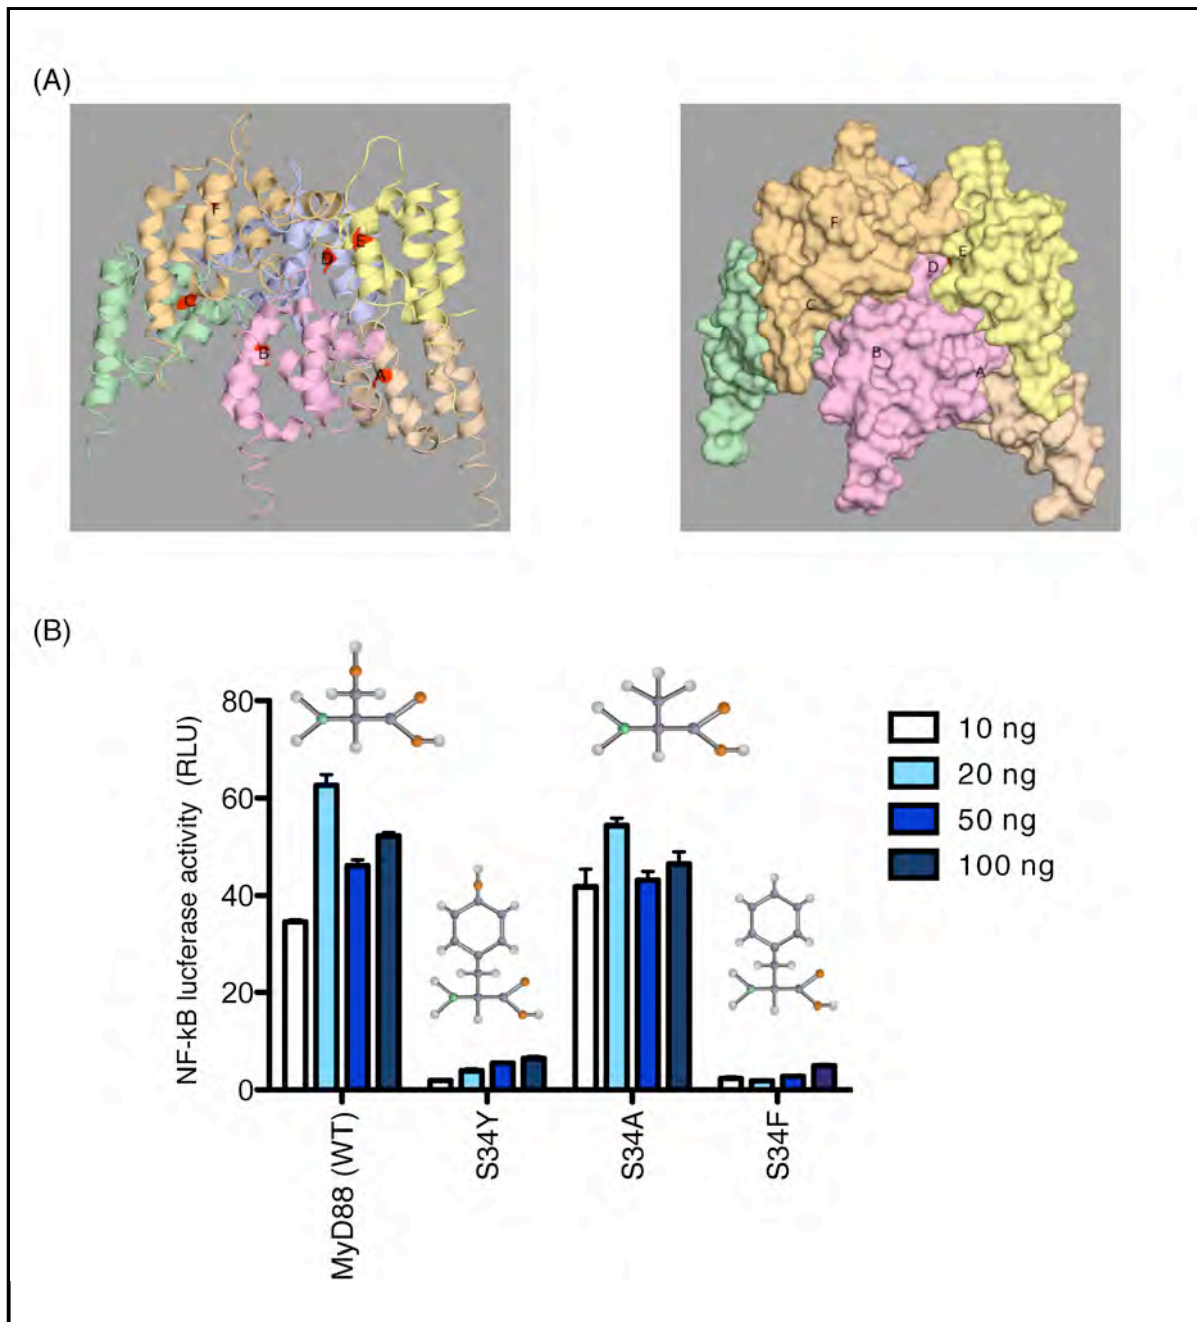 (A)
F
E
D
C
B
A
F
E
D
C
B
A
(B)
NF-kB lucferase activity (RLU)
80
60
40
20
0
10 ng
20 ng
50 ng
100 ng
MyD88 (WT)
S34Y
S34A
S34F